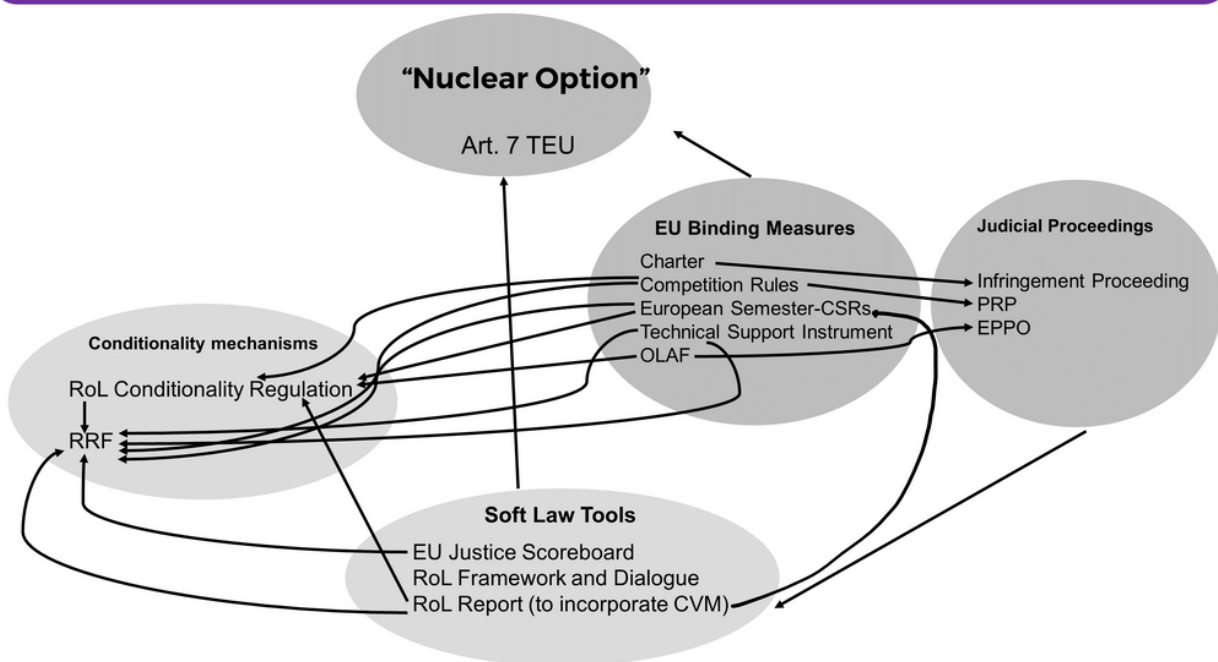 “Nuclear Option”
Art. 7 TEU
EU Binding Measures
Charter
Competition Rules
European Semester-CSRs
Technical Support Instrument
OLAF
Judicial Proceedings
Infringement Proceeding
PRP
EPPO
Conditionality mechanisms
RoL Conditionality Regulation
RRF
Soft Law Tools
EU Justice Scoreboard
RoL Framework and Dialogue
RoL Report (to incorporate CVM)